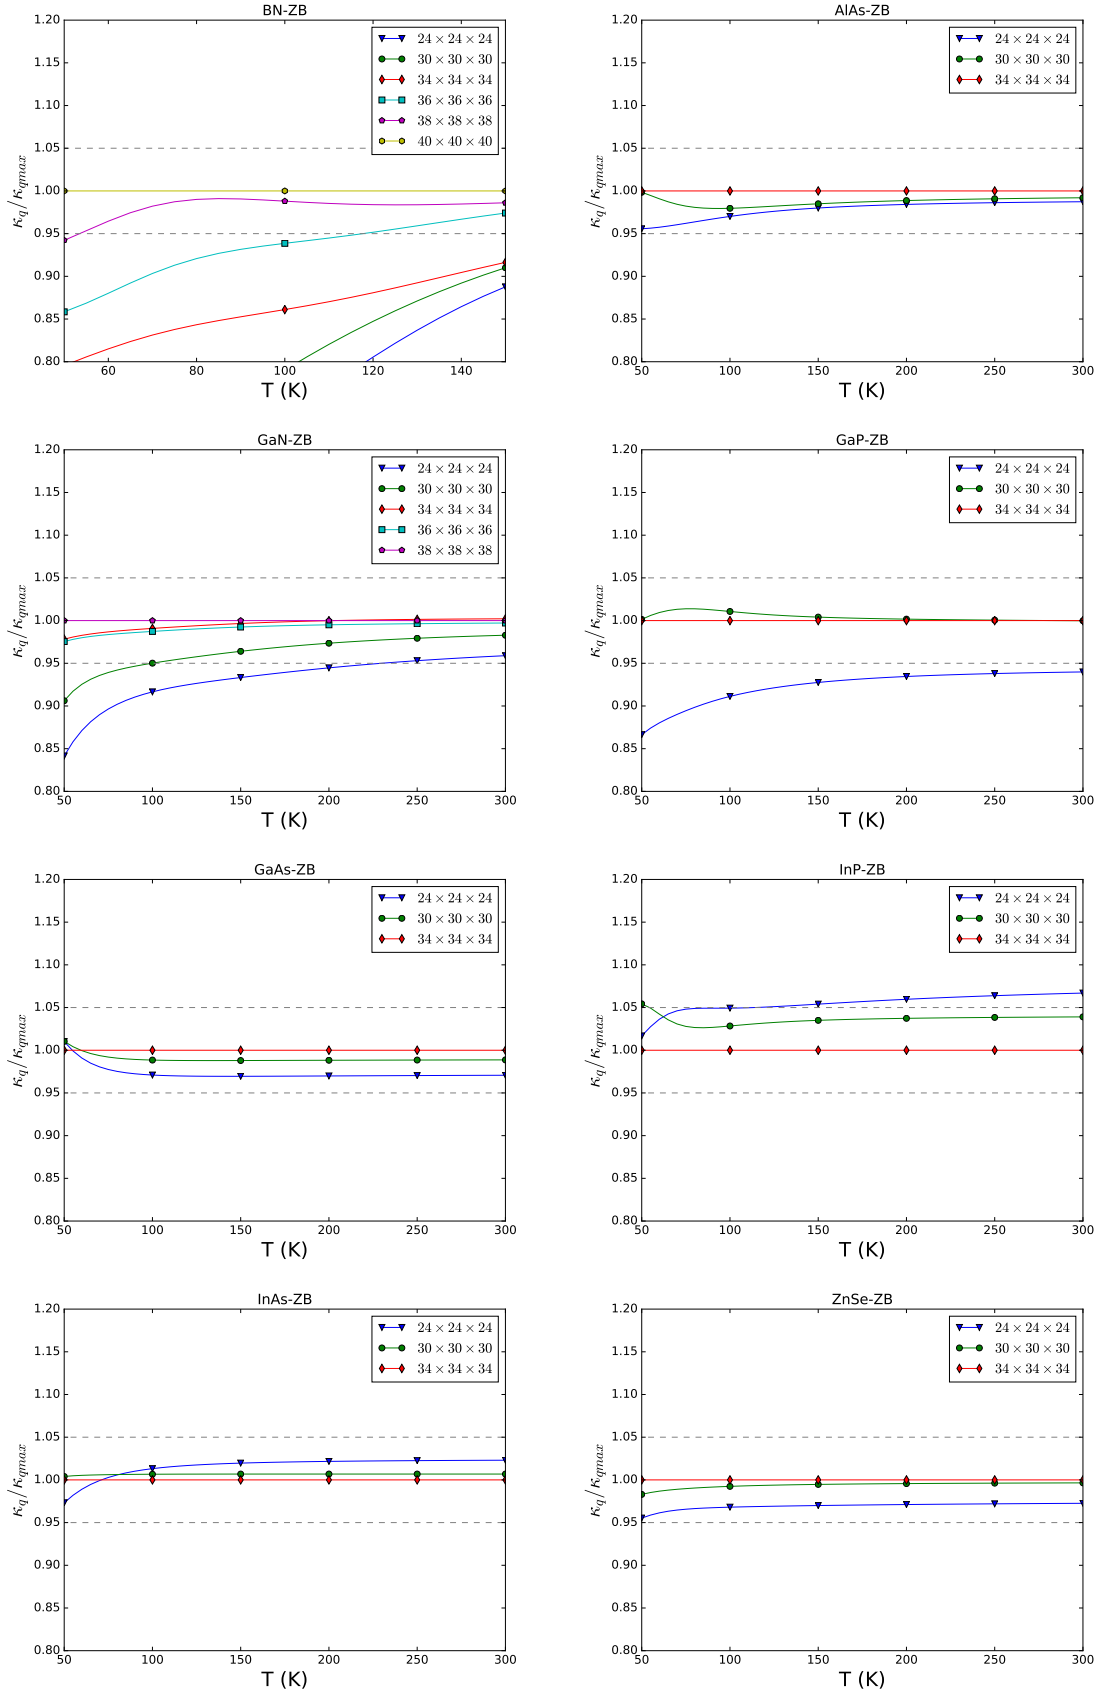 BN-ZB
1.20
1.15
1.10
1.05
1.00
0.95
0.90
0.85
0.80
κq/κqmax
24 × 24 × 24
30 × 30 × 30
34 × 34 × 34
36 × 36 × 36
38 × 38 × 38
40 × 40 × 40
60 80 100 120 140
T (K)
AlAs-ZB
1.20
1.15
1.10
1.05
1.00
0.95
0.90
0.85
0.80
κq/κqmax
24 × 24 × 24
30 × 30 × 30
34 × 34 × 34
50 100 150 200 250 300
T (K)
GaN-ZB
1.20
1.15
1.10
1.05
1.00
0.95
0.90
0.85
0.80
κq/κqmax
24 × 24 × 24
30 × 30 × 30
34 × 34 × 34
36 × 36 × 36
38 × 38 × 38
50 100 150 200 250 300
T (K)
GaP-ZB
1.20
1.15
1.10
1.05
1.00
0.95
0.90
0.85
0.80
κq/κqmax
24 × 24 × 24
30 × 30 × 30
34 × 34 × 34
50 100 150 200 250 300
T (K)
GaAs-ZB
1.20
1.15
1.10
1.05
1.00
0.95
0.90
0.85
0.80
κq/κqmax
24 × 24 × 24
30 × 30 × 30
34 × 34 × 34
50 100 150 200 250 300
T (K)
InP-ZB
1.20
1.15
1.10
1.05
1.00
0.95
0.90
0.85
0.80
κq/κqmax
24 × 24 × 24
30 × 30 × 30
34 × 34 × 34
50 100 150 200 250 300
T (K)
InAs-ZB
1.20
1.15
1.10
1.05
1.00
0.95
0.90
0.85
0.80
κq/κqmax
24 × 24 × 24
30 × 30 × 30
34 × 34 × 34
50 100 150 200 250 300
T (K)
ZnSe-ZB
1.20
1.15
1.10
1.05
1.00
0.95
0.90
0.85
0.80
κq/κqmax
24 × 24 × 24
30 × 30 × 30
34 × 34 × 34
50 100 150 200 250 300
T (K)